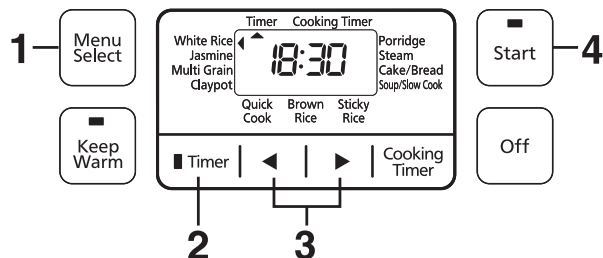 Timer Cooking Timer
1
Menu
Select
White Rice
Jasmine
Multi Grain
Claypot
18:30
Porridge
Steam
Cake/Bread
Soup/Slow Cook
Start
4
Quick
Cook
Brown
Rice
Sticky
Rice
Keep
Warm
Timer
Cooking
Timer
Off
2
3